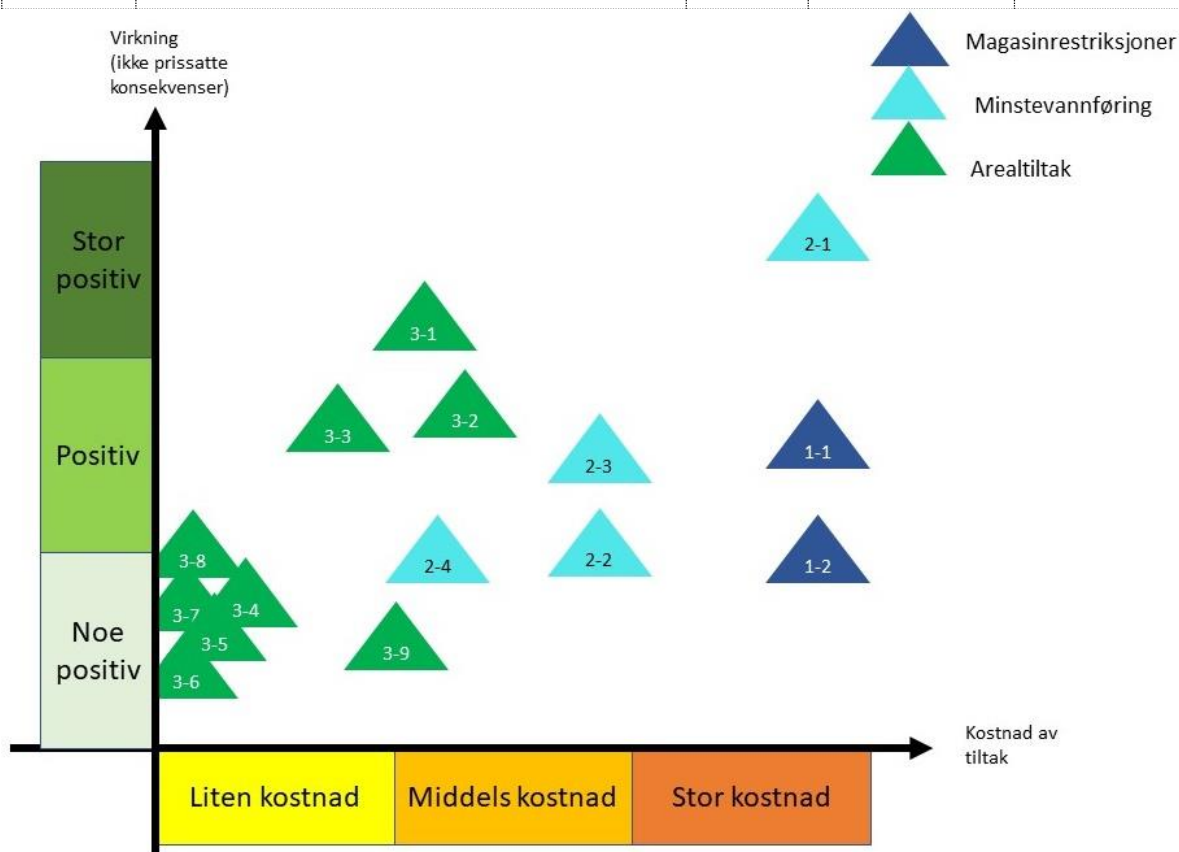 Virkning
(ikke prissatte
konsekvenser)
Magasinrestriksjoner
Minstevannføring
Arealtiltak
Stor
positiv
Positiv
Noe
positiv
2-1
3-1
3-2
3-3
2-3
1-1
3-8
2-4
2-2
1-2
3-7
3-4
3-5
3-9
3-6
Kostnad av
tiltak
Liten kostnad
Middels kostnad
Stor kostnad